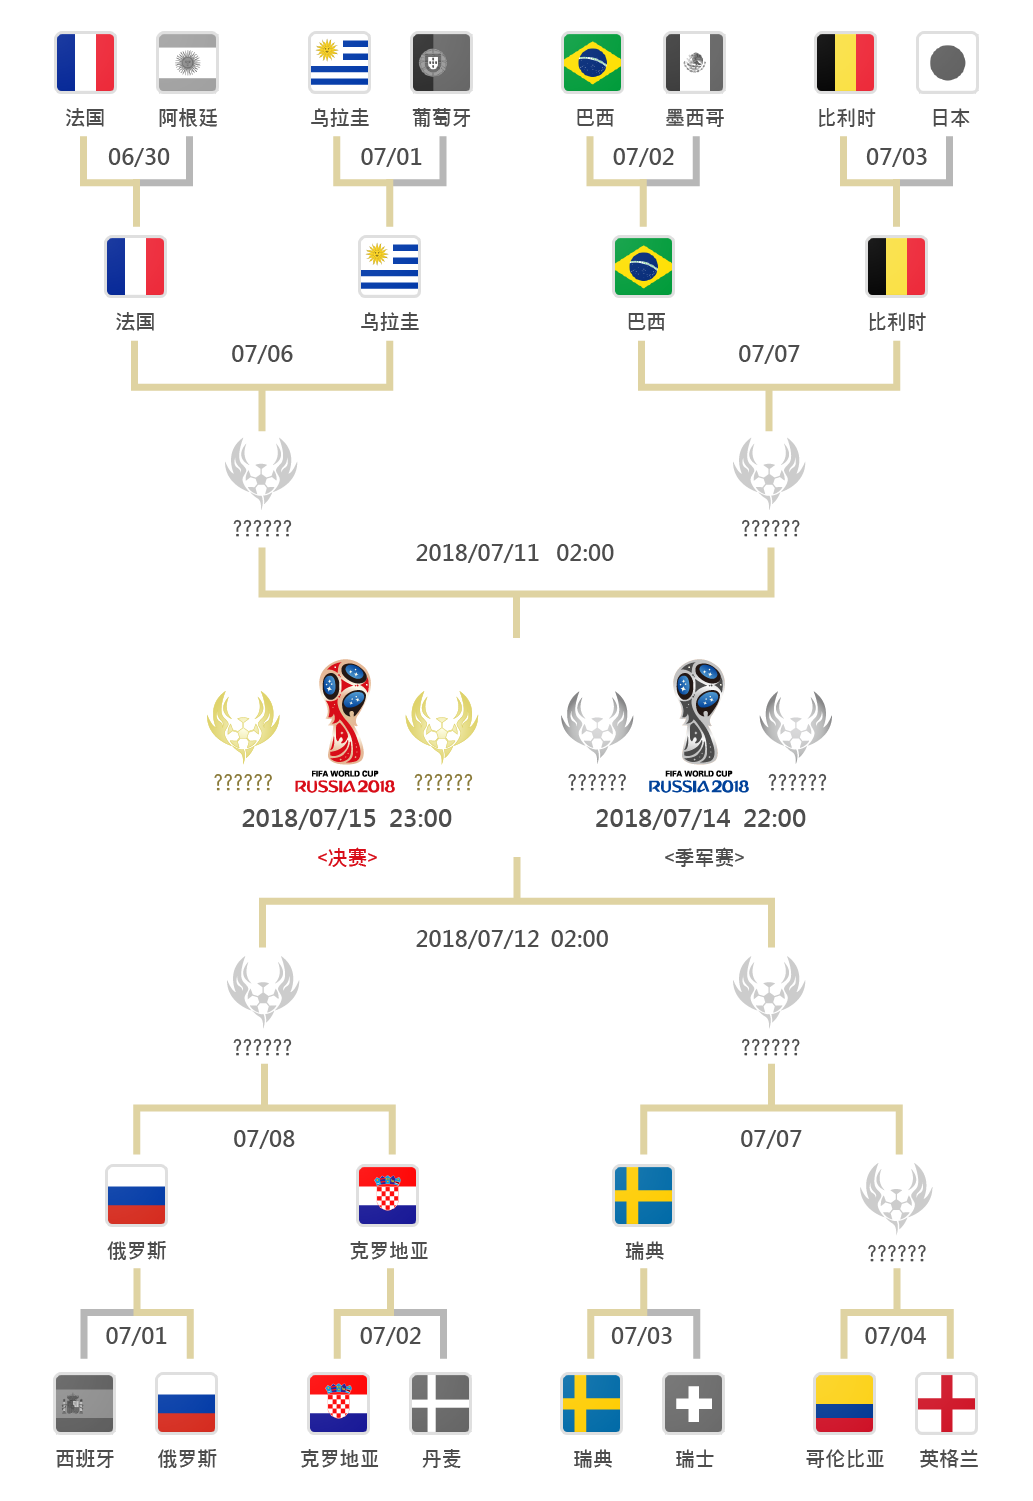 法国 阿根廷 乌拉圭 葡萄牙 巴西 墨西哥 比利时 日本
06/30 07/01 07/02 07/03
法国 乌拉圭 巴西 比利时
07/06 07/07
?????? ??????
2018/07/11 02:00
FIFA WORLD CUP FIFA WORLD CUP
?????? RUSSIA 2018 ?????? ?????? RUSSIA 2018 ??????
2018/07/15 23:00 2018/07/14 22:00
<决赛> <季军赛>
2018/07/12 02:00
?????? ??????
07/08 07/07
俄罗斯 克罗地亚 瑞典 ??????
07/01 07/02 07/03 07/04
西班牙 俄罗斯 克罗地亚 丹麦 瑞典 瑞士 哥伦比亚 英格兰